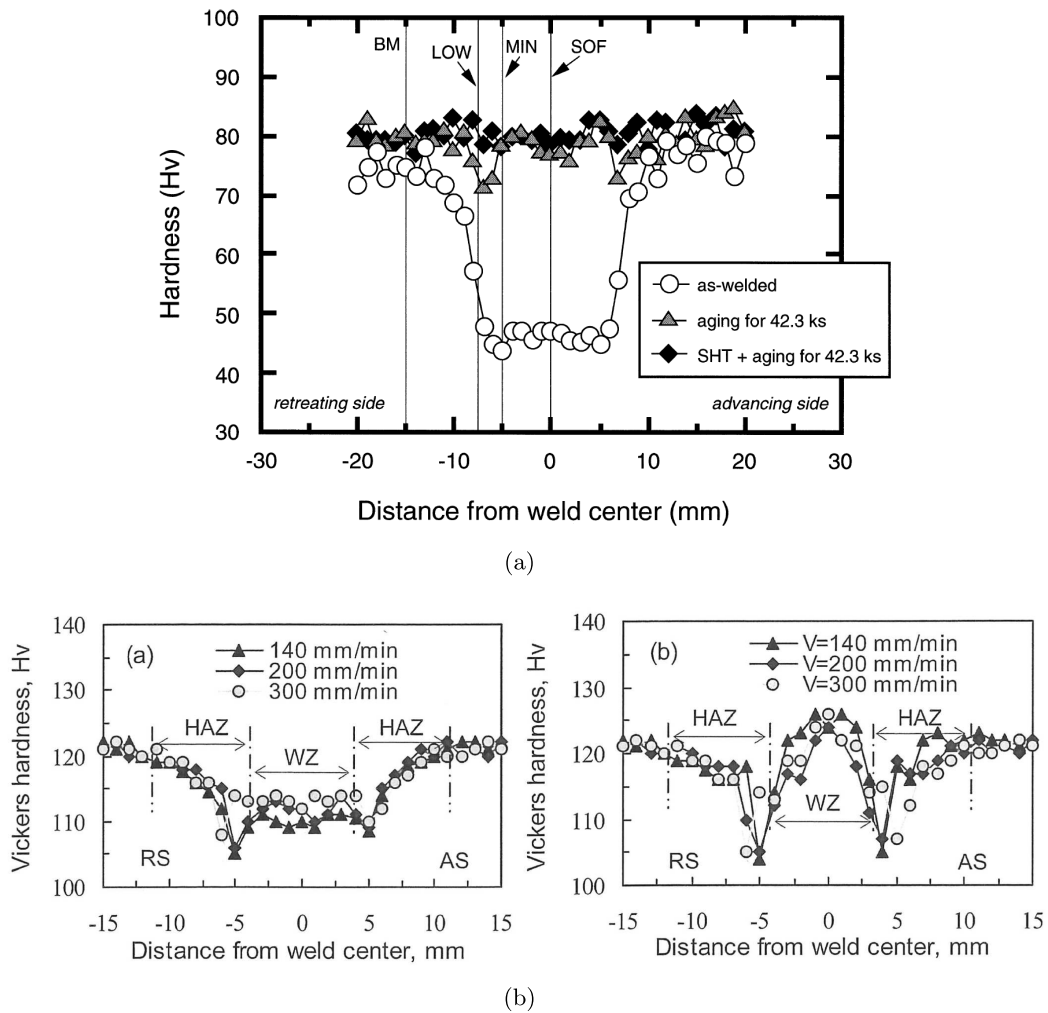 100
90
80
70
60
50
40
30
Hardness (Hv)
BM
LOW
MIN
SOF
as-welded
aging for 42.3 ks
SHT + aging for 42.3 ks
retreating side
advancing side
-30
-20
-10
0
10
20
30
Distance from weld center (mm)
(a)
140
130
120
110
100
Vickers hardness, Hv
(a)
140 mm/min
200 mm/min
300 mm/min
HAZ
HAZ
WZ
RS
AS
-15
-10
-5
0
5
10
15
Distance from weld center, mm
140
130
120
110
100
Vickers hardness, Hv
(b)
V=140 mm/min
V=200 mm/min
V=300 mm/min
HAZ
HAZ
WZ
RS
AS
-15
-10
-5
0
5
10
15
Distance from weld center, mm
(b)